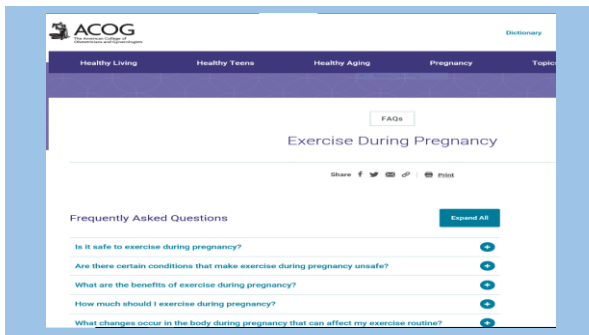 ACOG
The American College of
Obstetricians and Gynecologists
Dictionary
Healthy Living Healthy Teens Healthy Aging Pregnancy Topics
FAQs
Exercise During Pregnancy
Share Print
Frequently Asked Questions
Expand All
Is it safe to exercise during pregnancy?
Are there certain conditions that make exercise during pregnancy unsafe?
What are the benefits of exercise during pregnancy?
How much should I exercise during pregnancy?
What changes occur in the body during pregnancy that can affect my exercise routine?